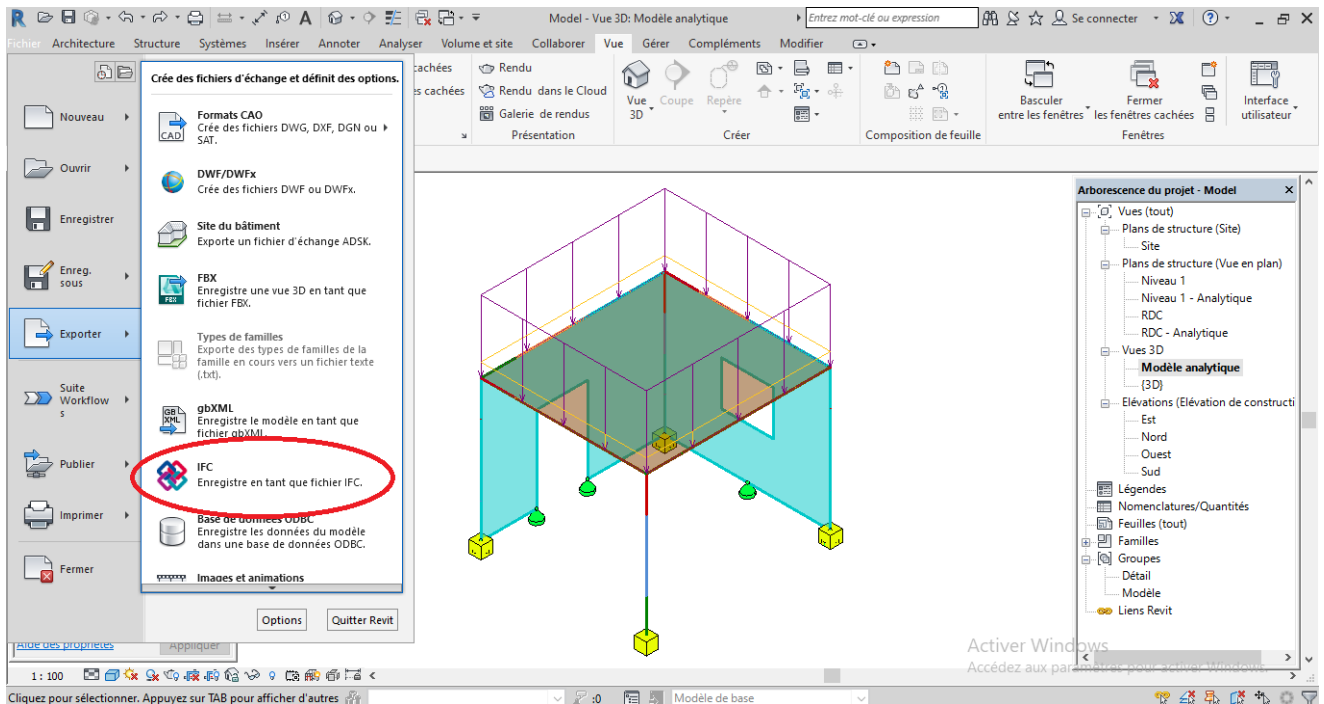 Model - Vue 3D: Modèle analytique
Entrez mot-clé ou expression
Se connecter
Fichier Architecture Structure Systèmes Insérer Annoter Analyser Volume et site Collaborer Vue Gérer Compléments Modifier
Crée des fichiers d'échange et définit des options.
Nouveau
Ouvrir
Enregistrer
Enreg.
sous
Exporter
Suite
Workflow
s
Publier
Imprimer
Fermer
CAD
Formats CAO
Crée des fichiers DWG, DXF, DGN ou
SAT.
DWF/DWFx
Crée des fichiers DWF ou DWFx.
Site du bâtiment
Exporte un fichier d'échange ADSK.
FBX
FBX
Enregistre une vue 3D en tant que
fichier FBX.
Types de familles
Exporte des types de familles de la
famille en cours vers un fichier texte
(.txt).
GB
XML
gbXML
Enregistre le modèle en tant que
fichier gbXML.
IFC
Enregistre en tant que fichier IFC.
Base de données ODBC
Enregistre les données du modèle
dans une base de données ODBC.
Images et animations
Options
Quitter Revit
cachées
es cachées
Rendu
Rendu dans le Cloud
Galerie de rendus
Présentation
Vue
3D
Coupe
Repère
Créer
Composition de feuille
Basculer
entre les fenêtres
Fermer
les fenêtres cachées
Interface
utilisateur
Fenêtres
Arborescence du projet - Model
Vues (tout)
Plans de structure (Site)
Site
Plans de structure (Vue en plan)
Niveau 1
Niveau 1 - Analytique
RDC
RDC - Analytique
Vues 3D
Modèle analytique
{3D}
Elévations (Elévation de constructi
Est
Nord
Ouest
Sud
Légendes
Nomenclatures/Quantités
Feuilles (tout)
Familles
Groupes
Détail
Modèle
Liens Revit
Activer Windows
Accédez aux paramètres pour activer Windows.
Aide des propriétés
Appliquer
1 : 100
Cliquez pour sélectionner. Appuyez sur TAB pour afficher d'autres
:0
Modèle de base